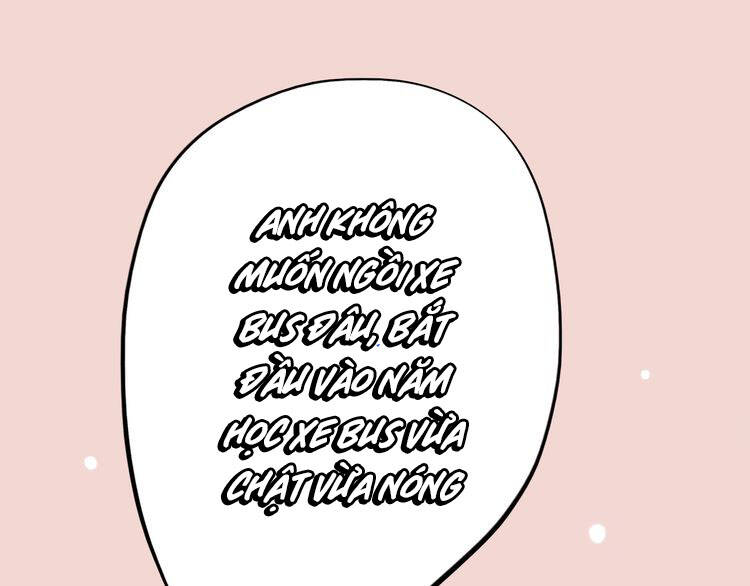 ANH KHÔNG
MUỐN NGỒI XE
BUS ĐÂU, BẮT
ĐẦU VÀO NĂM
HỌC XE BUS VỪA
CHẬT VỪA NÓNG